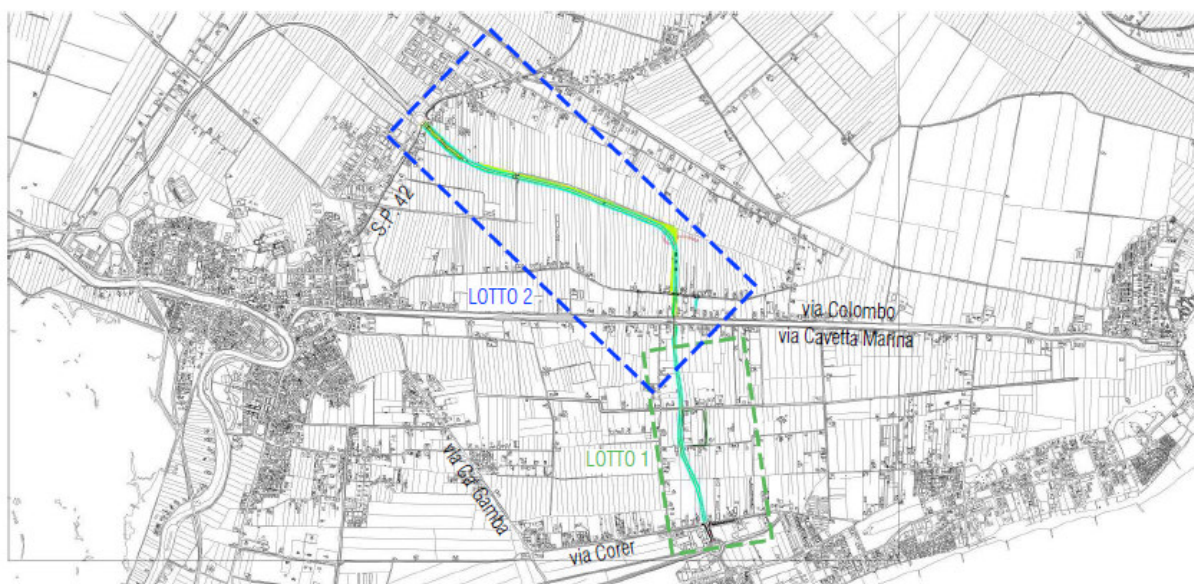 S.P. 42
LOTTO 2
via Colombo
via Cavetta Marina
LOTTO 1
via Ca' Gamba
via Corer